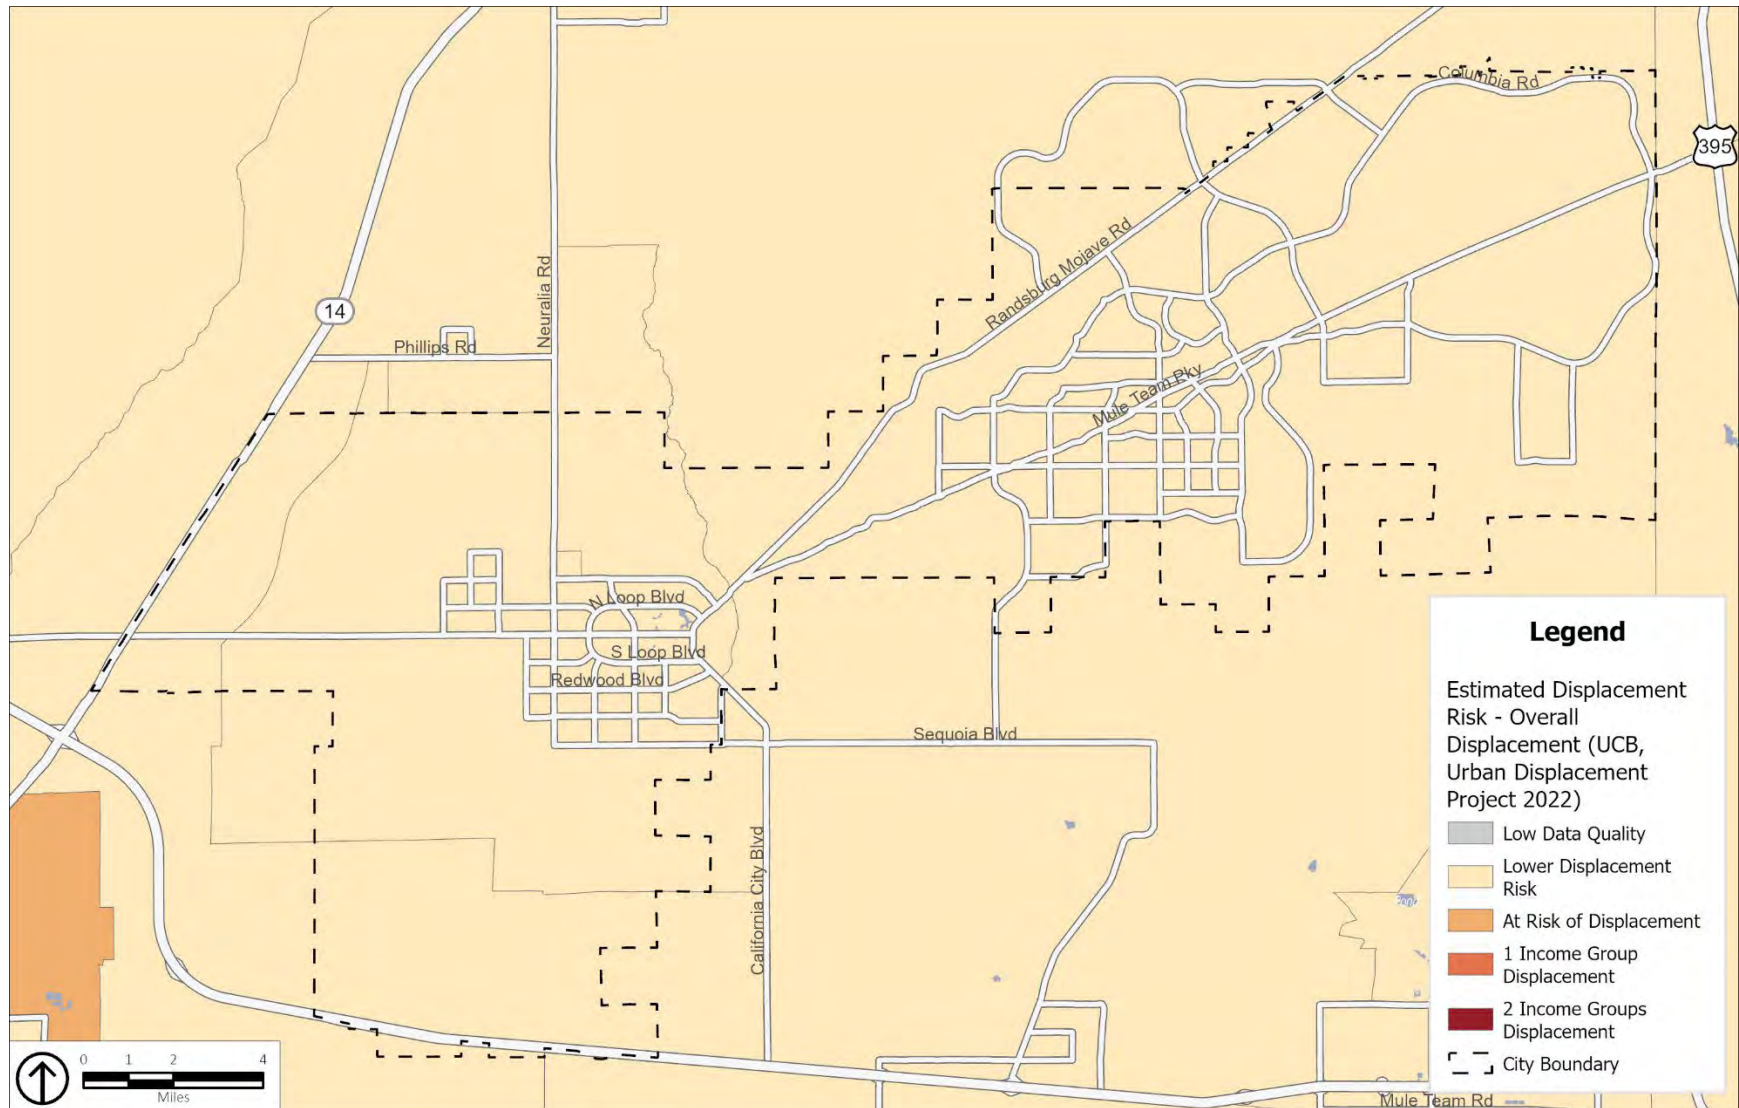 Columbia Rd
395
Randsburg Mojave Rd
Neuralia Rd
14
Phillips Rd
Mule Team Pky
N Loop Blvd
S Loop Blvd
Redwood Blvd
Sequoia Blvd
California City Blvd
Mule Team Rd
Legend
Estimated Displacement
Risk - Overall
Displacement (UCB,
Urban Displacement
Project 2022)
Low Data Quality
Lower Displacement
Risk
At Risk of Displacement
1 Income Group
Displacement
2 Income Groups
Displacement
City Boundary
0 1 2 4
Miles